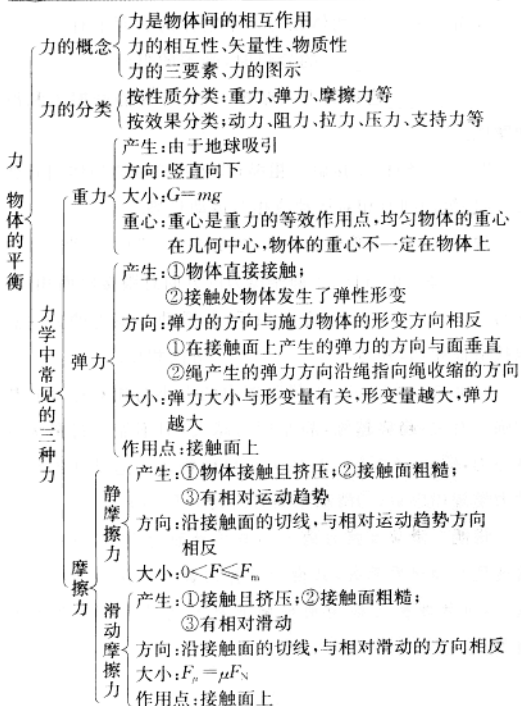 力 物体的平衡
力的概念
力是物体间的相互作用
力的相互性、矢量性、物质性
力的三要素、力的图示
力的分类
按性质分类:重力、弹力、摩擦力等
按效果分类;动力、阻力、拉力、压力、支持力等
力学中常见的三种力
重力
产生:由于地球吸引
方向:竖直向下
大小:G=mg
重心:重心是重力的等效作用点,均匀物体的重心
在几何中心,物体的重心不一定在物体上
弹力
产生:①物体直接接触;
②接触处物体发生了弹性形变
方向:弹力的方向与施力物体的形变方向相反
①在接触面上产生的弹力的方向与面垂直
②绳产生的弹力方向沿绳指向绳收缩的方向
大小:弹力大小与形变量有关,形变量越大,弹力
越大
作用点:接触面上
摩擦力
静摩擦力
产生:①物体接触且挤压;②接触面粗糙;
③有相对运动趋势
方向:沿接触面的切线,与相对运动趋势方向
相反
大小:0<F≤Fm
滑动摩擦力
产生:①接触且挤压;②接触面粗糙;
③有相对滑动
方向:沿接触面的切线,与相对滑动的方向相反
大小:Fμ=μFN
作用点:接触面上